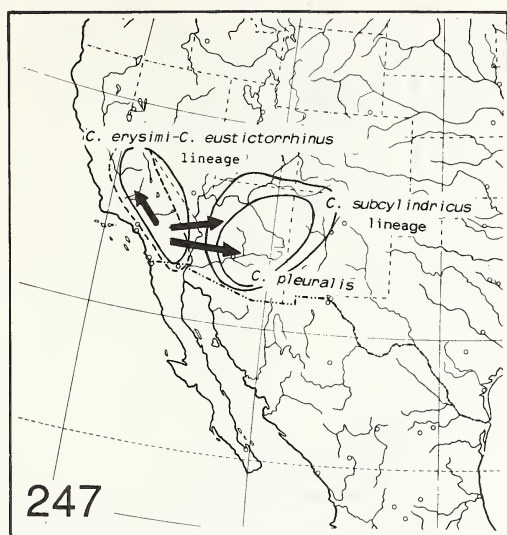 C. erysimi-C. eustictorrhinus
lineage
C. subcylindricus
lineage
C. pleuralis
247